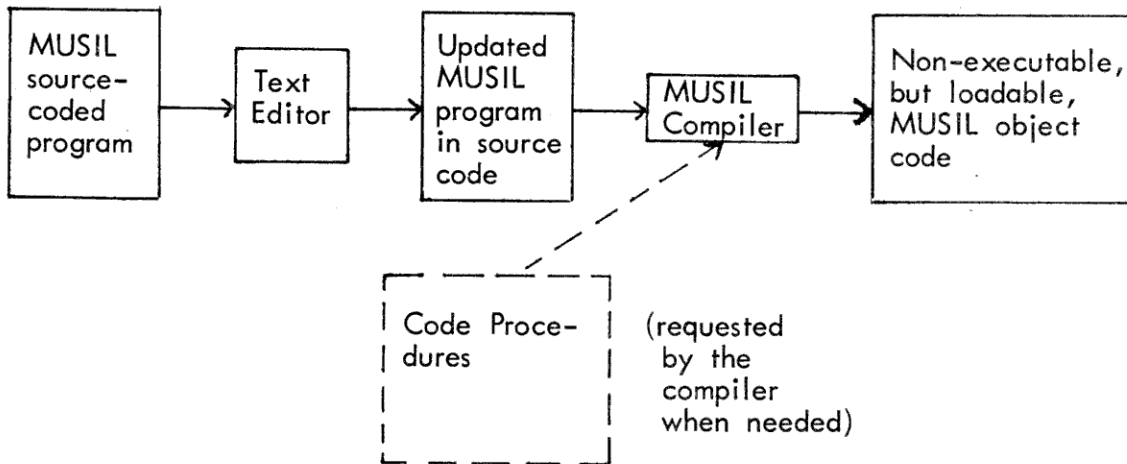 MUSIL
source-
coded
program
Text
Editor
Updated
MUSIL
program
in source
code
MUSIL
Compiler
Non-executable,
but loadable,
MUSIL object
code
Code Proce-
dures
(requested
by the
compiler
when needed)